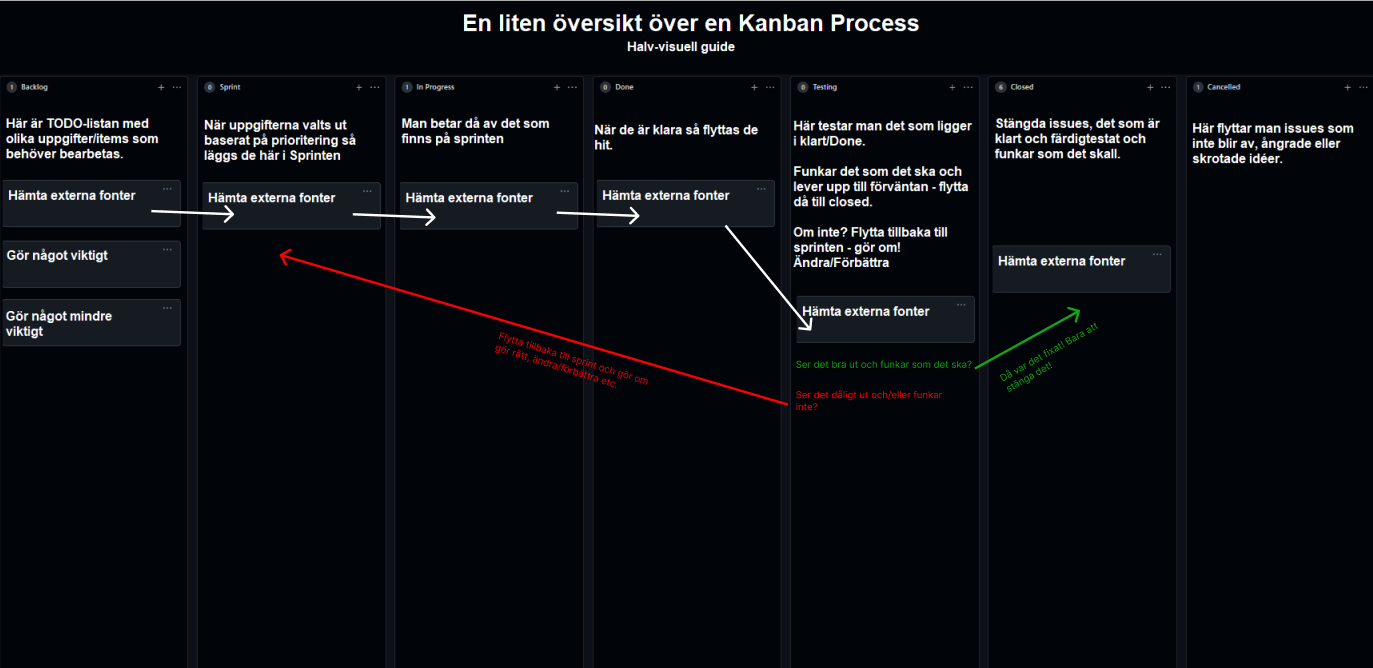 En liten översikt över en Kanban Process
Halv-visuell guide
1 Backlog
Här är TODO-listan med
olika uppgifter/items som
behöver bearbetas.
Hämta externa fonter
Gör något viktigt
Gör något mindre
viktigt
0 Sprint
När uppgifterna valts ut
baserat på prioritering så
läggs de här i Sprinten
Hämta externa fonter
1 In Progress
Man betar då av det som
finns på sprinten
Hämta externa fonter
0 Done
När de är klara så flyttas de
hit.
Hämta externa fonter
Flytta tillbaka till sprint och gör om
gör rätt, ändra/förbättra etc.
0 Testing
Här testar man det som ligger
i klart/Done.
Funkar det som det ska och
lever upp till förväntan - flytta
då till closed.
Om inte? Flytta tillbaka till
sprinten - gör om!
Ändra/Förbättra
Hämta externa fonter
Ser det bra ut och funkar som det ska?
Ser det dåligt ut och/eller funkar
inte?
6 Closed
Stängda issues, det som är
klart och färdigtestat och
funkar som det skall.
Hämta externa fonter
Då var det fixat! Bara att
stänga det!
1 Cancelled
Här flyttar man issues som
inte blir av, ångrade eller
skrotade idéer.